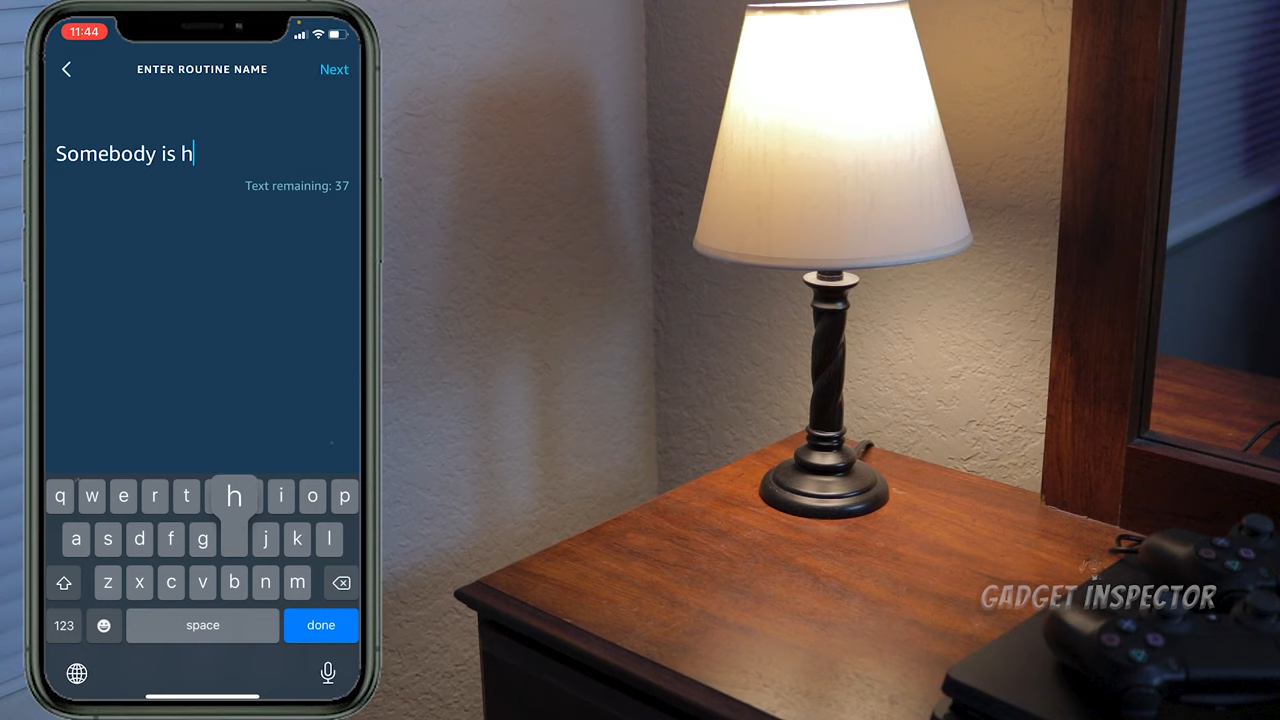 11:44
ENTER ROUTINE NAME
Next
Somebody is h
Text remaining: 37
q w e r t h i o p
a s d f g j k l
z x c v b n m
123 space done
GADGET INSPECTOR